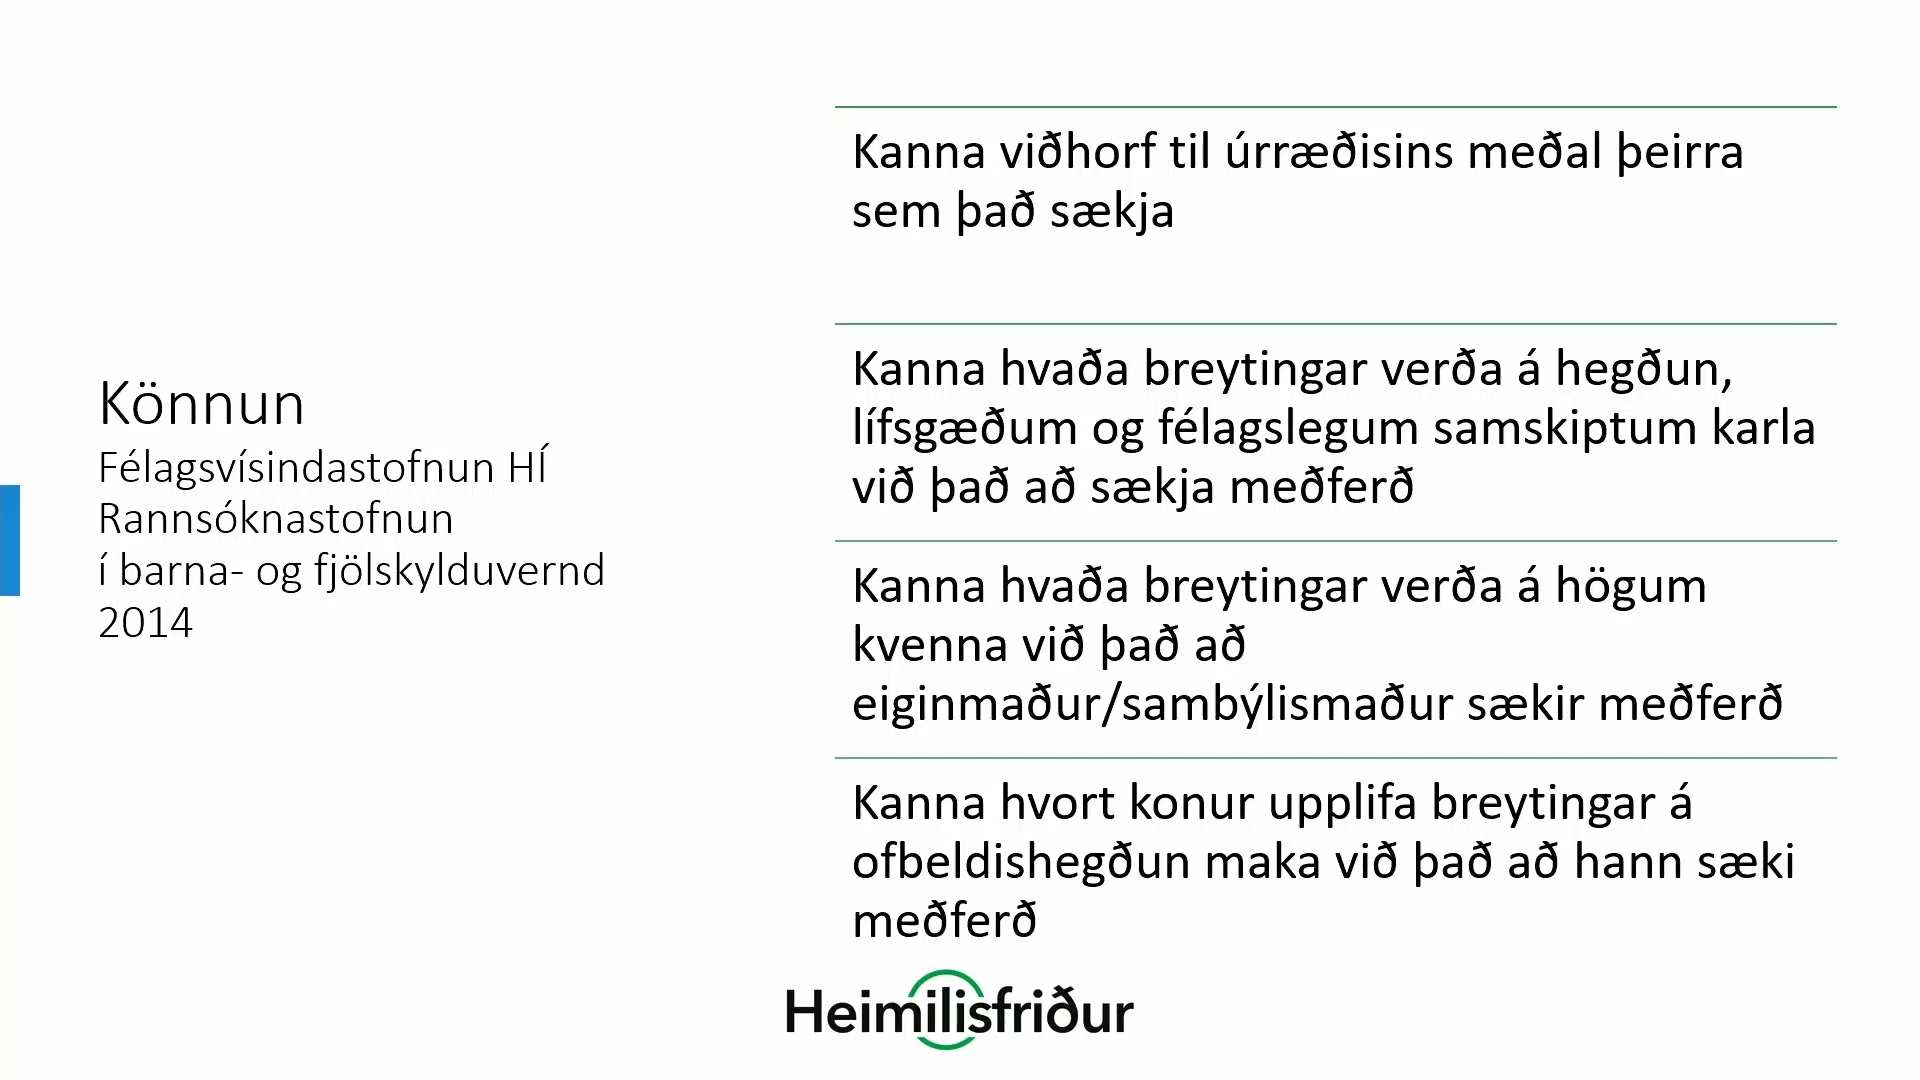 Könnun
Félagsvísindastofnun HÍ
Rannsóknastofnun
í barna- og fjölskylduvernd
2014
Kanna viðhorf til úrræðisins meðal þeirra
sem það sækja
Kanna hvaða breytingar verða á hegðun,
lífsgæðum og félagslegum samskiptum karla
við það að sækja meðferð
Kanna hvaða breytingar verða á högum
kvenna við það að
eiginmaður/sambýlismaður sækir meðferð
Kanna hvort konur upplifa breytingar á
ofbeldishegðun maka við það að hann sæki
meðferð
Heimilisfriður